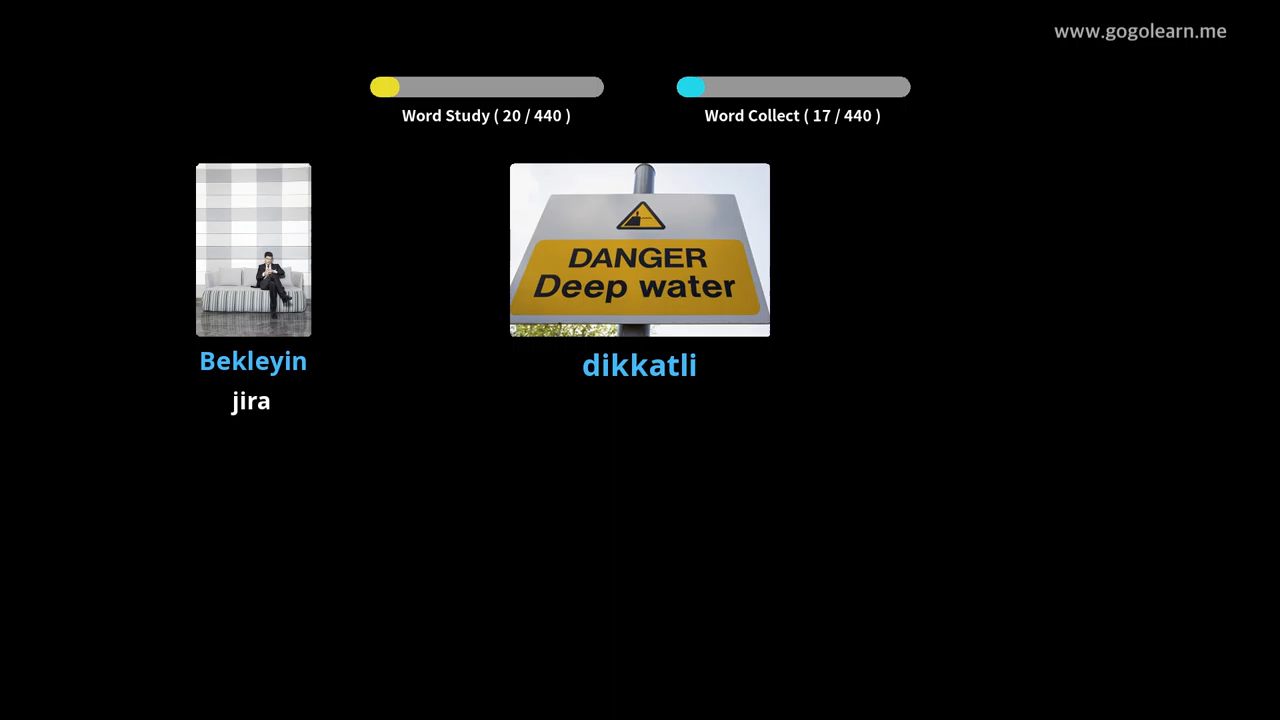 www.gogolearn.me
Word Study ( 20 / 440 )
Word Collect ( 17 / 440 )
DANGER
Deep water
Bekleyin
dikkatli
jira